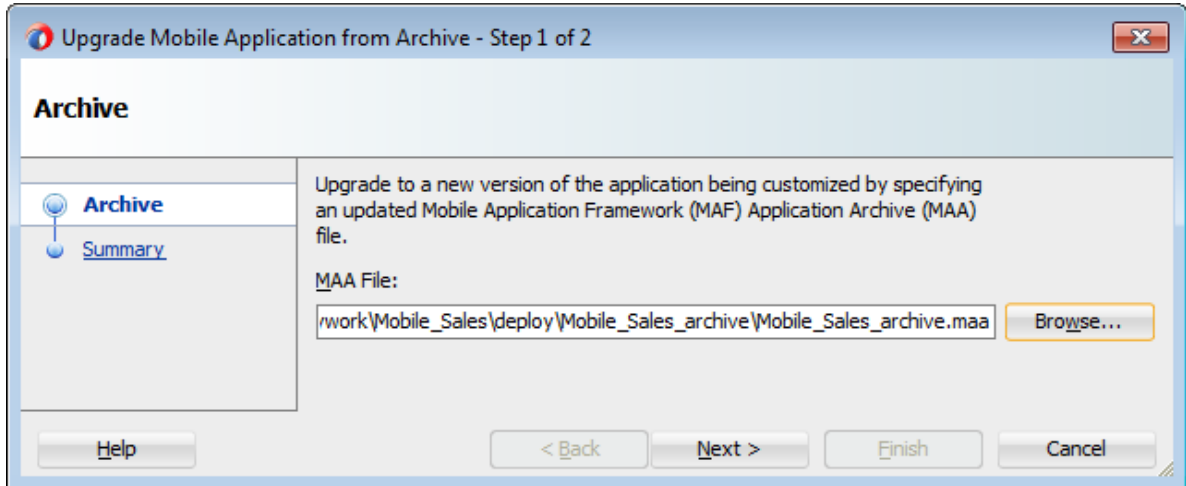 Upgrade Mobile Application from Archive - Step 1 of 2
Archive
Archive
Summary
Upgrade to a new version of the application being customized by specifying
an updated Mobile Application Framework (MAF) Application Archive (MAA)
file.
MAA File:
work\Mobile_Sales\deploy\Mobile_Sales_archive\Mobile_Sales_archive.maa
Browse...
Help
< Back
Next >
Finish
Cancel